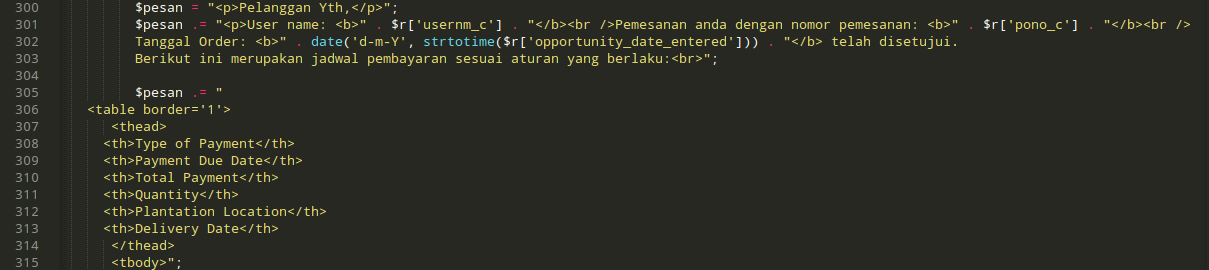 300 $pesan = "<p>Pelanggan Yth,</p>";
301 $pesan .= "<p>User name: <b>" . $r['usernm_c'] . "</b><br />Pemesanan anda dengan nomor pemesanan: <b>" . $r['pono_c'] . "</b><br />
302 Tanggal Order: <b>" . date('d-m-Y', strtotime($r['opportunity_date_entered'])) . "</b> telah disetujui.
303 Berikut ini merupakan jadwal pembayaran sesuai aturan yang berlaku:<br>";
304
305 $pesan .= "
306 <table border='1'>
307 <thead>
308 <th>Type of Payment</th>
309 <th>Payment Due Date</th>
310 <th>Total Payment</th>
311 <th>Quantity</th>
312 <th>Plantation Location</th>
313 <th>Delivery Date</th>
314 </thead>
315 <tbody>";